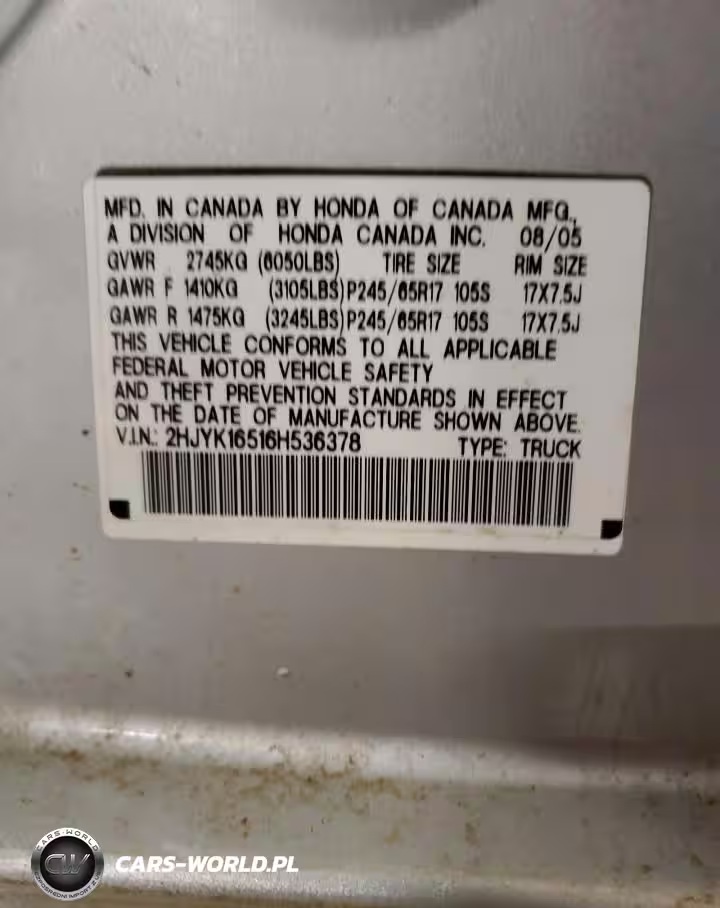 MFD. IN CANADA BY HONDA OF CANADA MFG.,
A DIVISION OF HONDA CANADA INC. 08/05
GVWR 2745KG (6050LBS) TIRE SIZE RIM SIZE
GAWR F 1410KG (3105LBS) P245/65R17 105S 17X7.5J
GAWR R 1475KG (3245LBS) P245/65R17 105S 17X7.5J
THIS VEHICLE CONFORMS TO ALL APPLICABLE
FEDERAL MOTOR VEHICLE SAFETY
AND THEFT PREVENTION STANDARDS IN EFFECT
ON THE DATE OF MANUFACTURE SHOWN ABOVE.
V.I.N.: 2HJYK16516H536378 TYPE: TRUCK
CARS-WORLD
CW
CARS-WORLD.PL